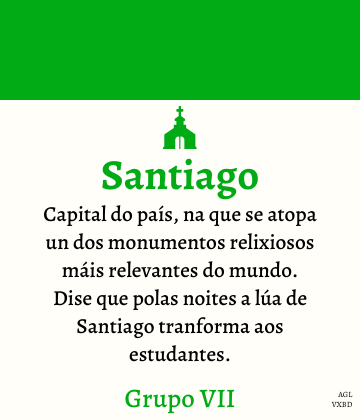 Santiago
Capital do país, na que se atopa
un dos monumentos relixiosos
máis relevantes do mundo.
Dise que polas noites a lúa de
Santiago tranforma aos
estudantes.
Grupo VII
AGL
VXBD